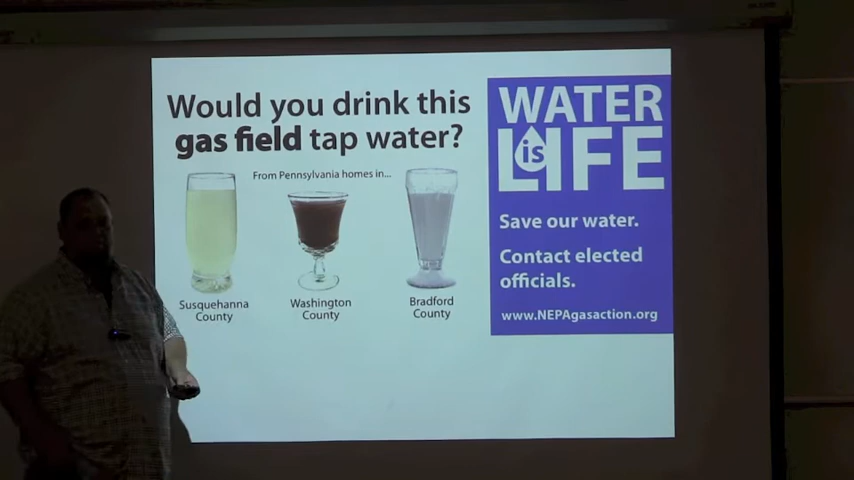 Would you drink this
gas field tap water?
From Pennsylvania homes in...
Susquehanna
County
Washington
County
Bradford
County
WATER
is
LIFE
Save our water.
Contact elected
officials.
www.NEPAgasaction.org